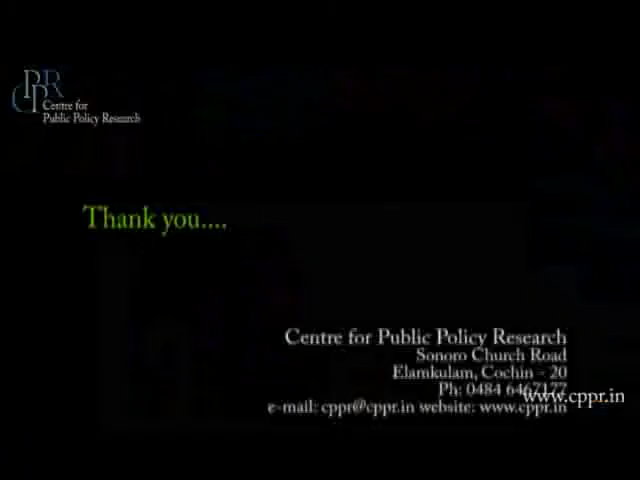 CPPR
Centre for
Public Policy Research
Thank you....
Centre for Public Policy Research
Sonoro Church Road
Elamkulam, Cochin - 20
Ph: 0484 6467177
www.cppr.in
e-mail: cppr@cppr.in website: www.cppr.in